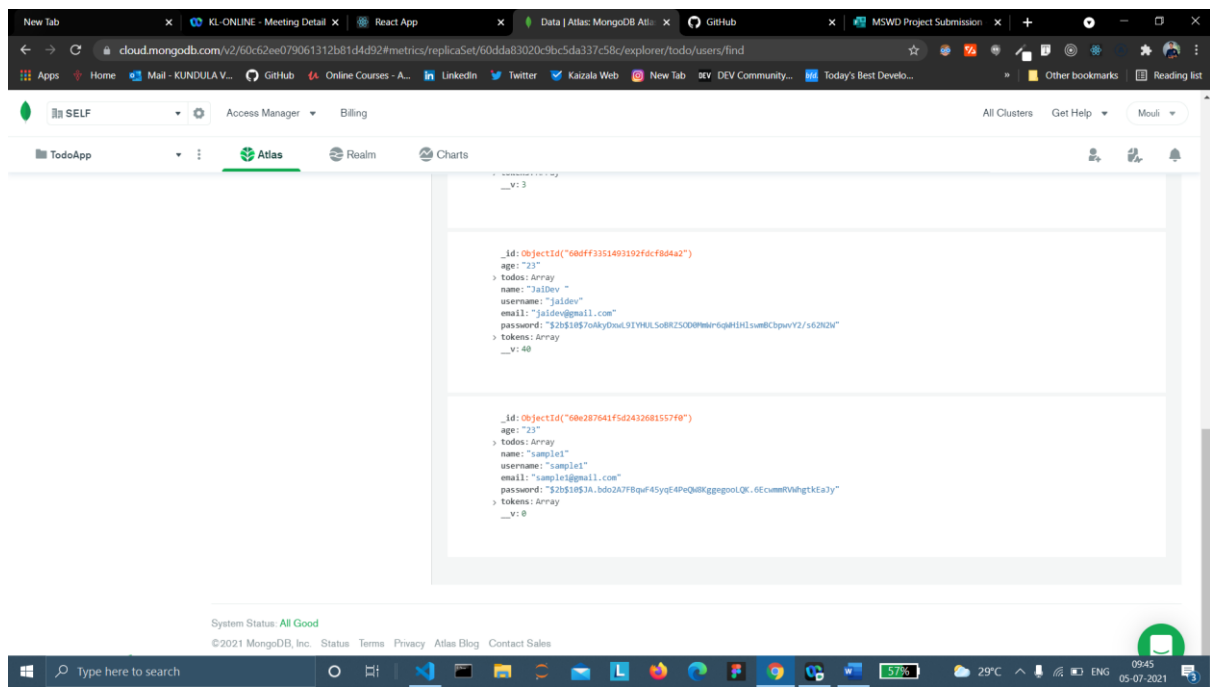 New Tab KL-ONLINE - Meeting Detail React App Data | Atlas: MongoDB Atla GitHub MSWD Project Submission
cloud.mongodb.com/v2/60c62ee079061312b81d4d92#metrics/replicaSet/60dda83020c9bc5da337c58c/explorer/todo/users/find
Apps Home Mail - KUNDULA V... GitHub Online Courses - A... LinkedIn Twitter Kaizala Web New Tab DEV Community... Today's Best Develo... » Other bookmarks Reading list
SELF Access Manager Billing All Clusters Get Help Mouli
TodoApp Atlas Realm Charts
__v: 3
_id: ObjectId("60dff3351493192fdcf8d4a2")
age: "23"
> todos: Array
name: "JaiDev "
username: "jaidev"
email: "jaidev@gmail.com"
password:
> tokens: Array
__v: 40
_id: ObjectId("60e287641f5d2432681557f0")
age: "23"
> todos: Array
name: "sample1"
username: "sample1"
email: "sample1@gmail.com"
password:
> tokens: Array
__v: 0
System Status: All Good
©2021 MongoDB, Inc. Status Terms Privacy Atlas Blog Contact Sales
Type here to search 57% 29°C ENG 09:45
05-07-2021